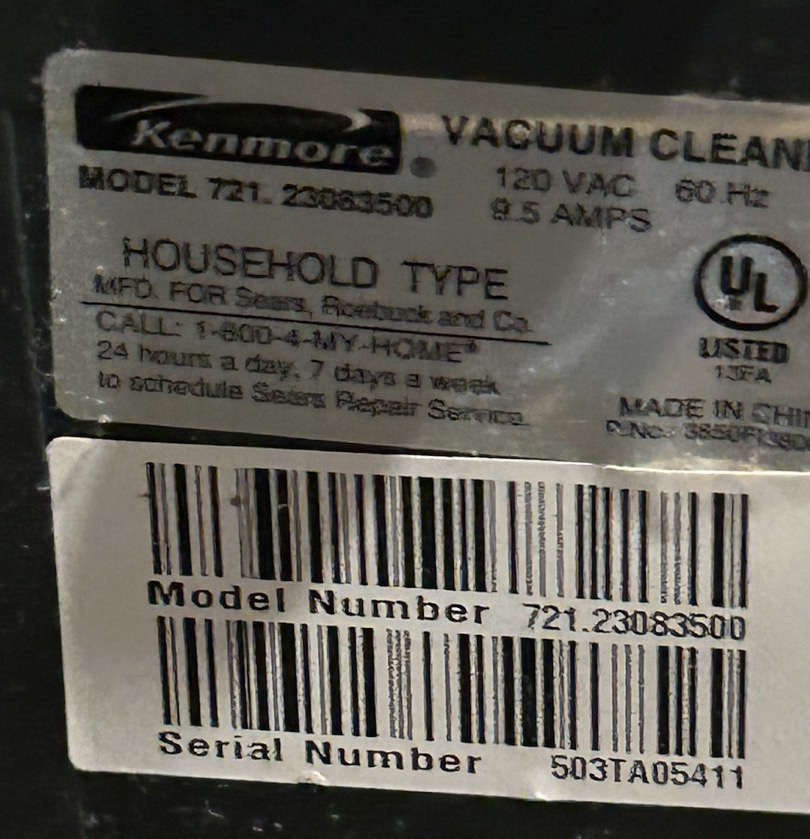 Kenmore
VACUUM CLEAN
MODEL 721. 23083500
120 VAC 60 Hz
9.5 AMPS
HOUSEHOLD TYPE
MFD. FOR Sears, Roebuck and Co.
CALL: 1-800-4-MY-HOME®
24 hours a day, 7 days a week
to schedule Sears Repair Service
UL
LISTED
MADE IN CHI
Model Number 721.23083500
Serial Number 503TA05411